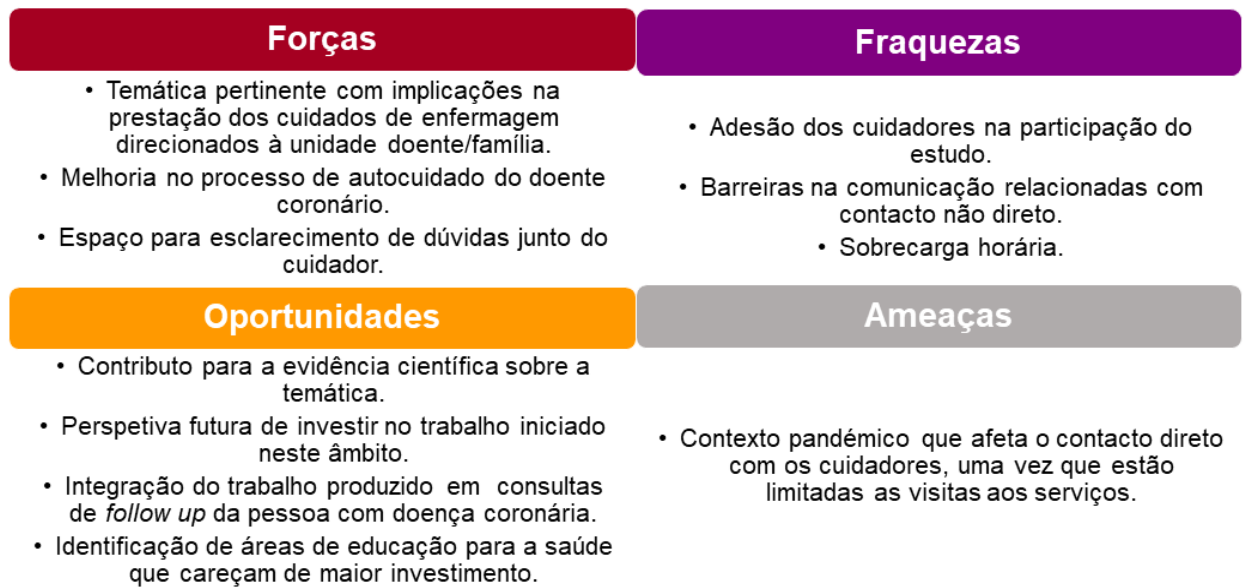 Forças
• Temática pertinente com implicações na
prestação dos cuidados de enfermagem
direcionados à unidade doente/família.
• Melhoria no processo de autocuidado do doente
coronário.
• Espaço para esclarecimento de dúvidas junto do
cuidador.
Fraquezas
• Adesão dos cuidadores na participação do
estudo.
• Barreiras na comunicação relacionadas com
contacto não direto.
• Sobrecarga horária.
Oportunidades
• Contributo para a evidência científica sobre a
temática.
• Perspetiva futura de investir no trabalho iniciado
neste âmbito.
• Integração do trabalho produzido em consultas
de follow up da pessoa com doença coronária.
• Identificação de áreas de educação para a saúde
que careçam de maior investimento.
Ameaças
• Contexto pandémico que afeta o contacto direto
com os cuidadores, uma vez que estão
limitadas as visitas aos serviços.